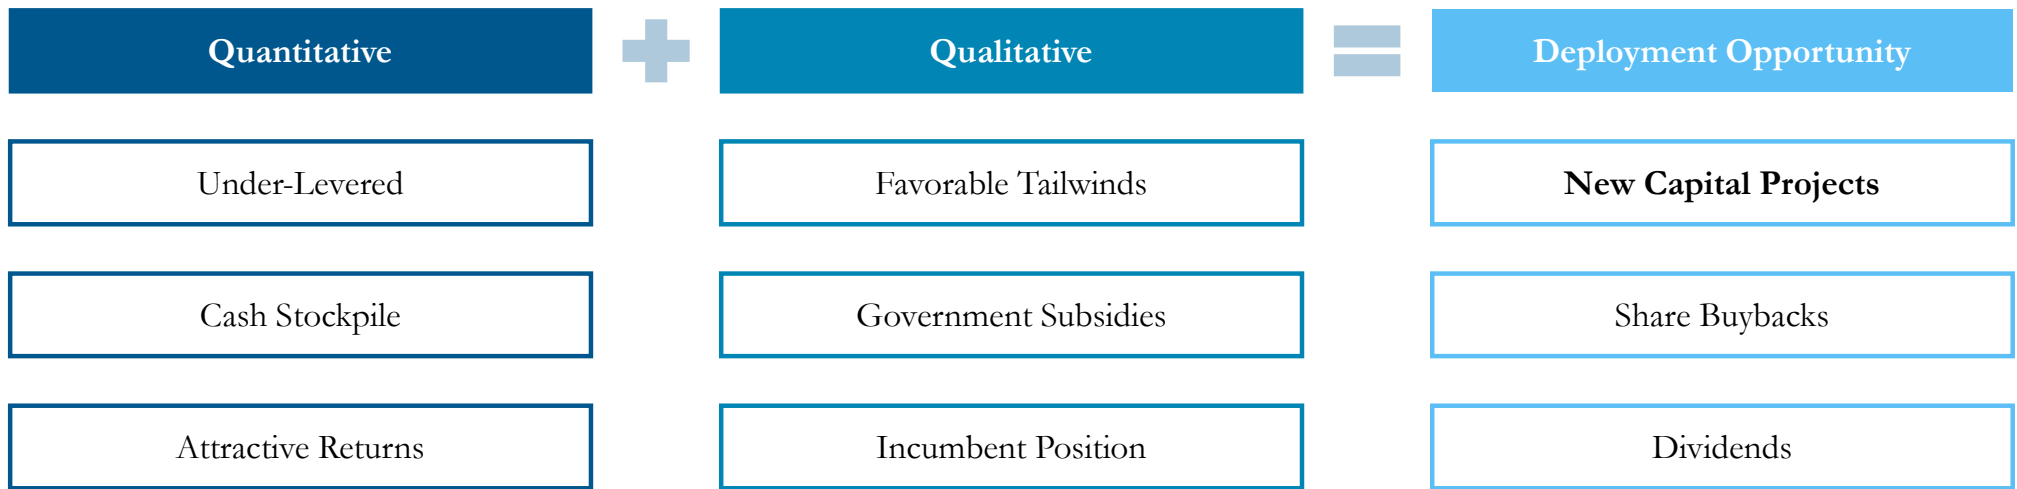 Quantitative
Qualitative
Deployment Opportunity
Under-Levered
Favorable Tailwinds
New Capital Projects
Cash Stockpile
Government Subsidies
Share Buybacks
Attractive Returns
Incumbent Position
Dividends